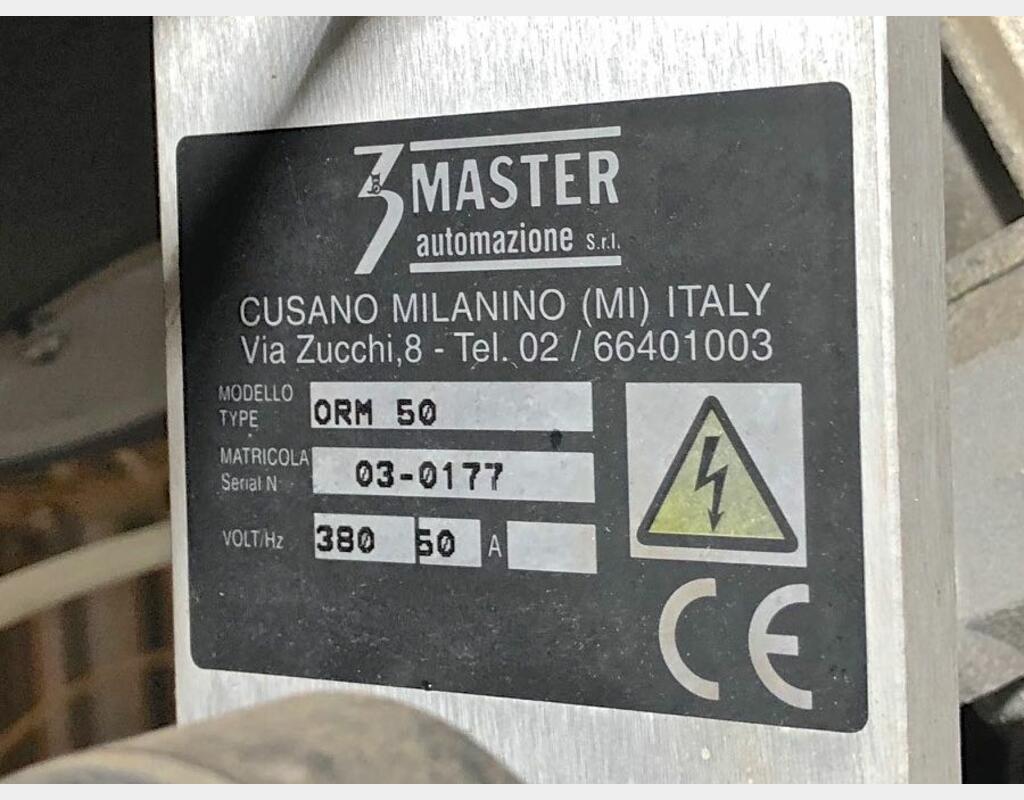 3 MASTER
automazione S.r.l.
CUSANO MILANINO (MI) ITALY
Via Zucchi,8 - Tel. 02 / 66401003
MODELLO
TYPE ORM 50
MATRICOLA
Serial N 03-0177
VOLT/Hz 380 50 A
CE